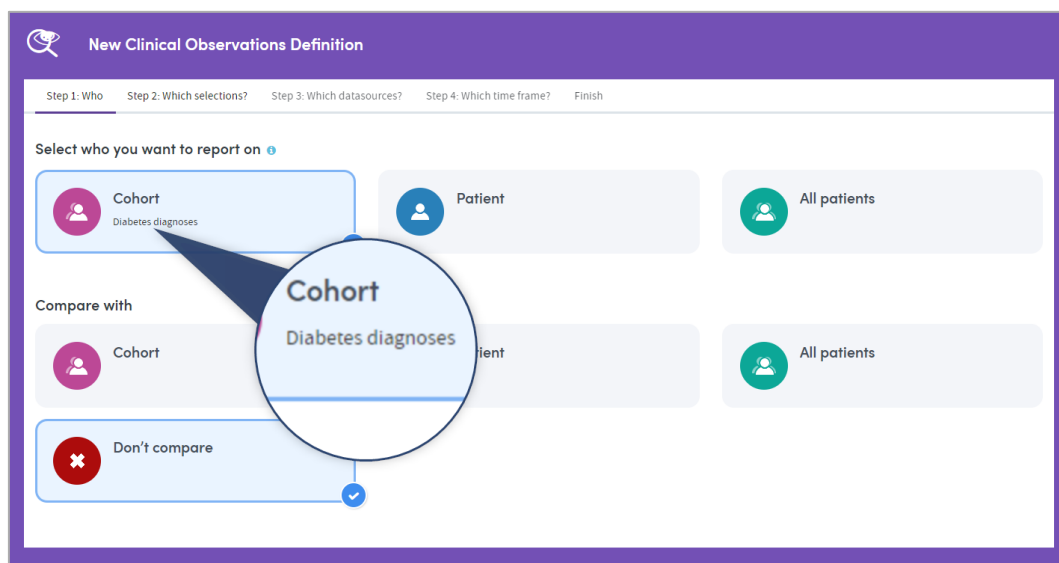 New Clinical Observations Definition
Step 1: Who Step 2: Which selections? Step 3: Which datasources? Step 4: Which time frame? Finish
Select who you want to report on
Cohort Patient All patients
Diabetes diagnoses
Cohort
Diabetes diagnoses
Compare with
Cohort tient All patients
Don't compare